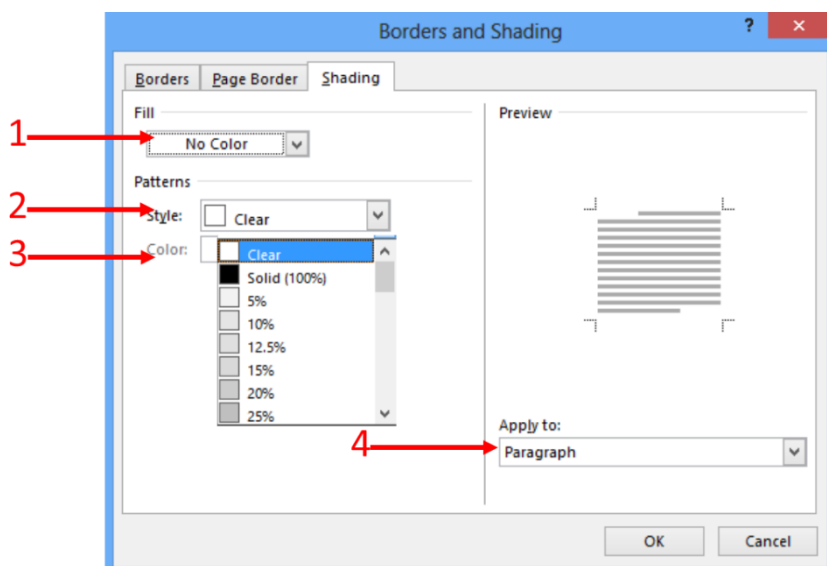 Borders and Shading
? ×
Borders Page Border Shading
Fill
Preview
1
No Color
Patterns
2
Style: Clear
3
Color:
Clear
Solid (100%)
5%
10%
12.5%
15%
20%
25%
Apply to:
4
Paragraph
OK Cancel